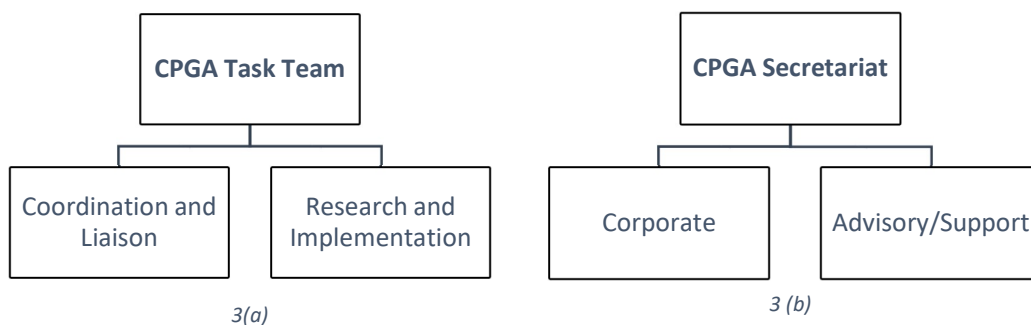 CPGA Task Team
Coordination and
Liaison
Research and
Implementation
3(a)
CPGA Secretariat
Corporate
Advisory/Support
3 (b)